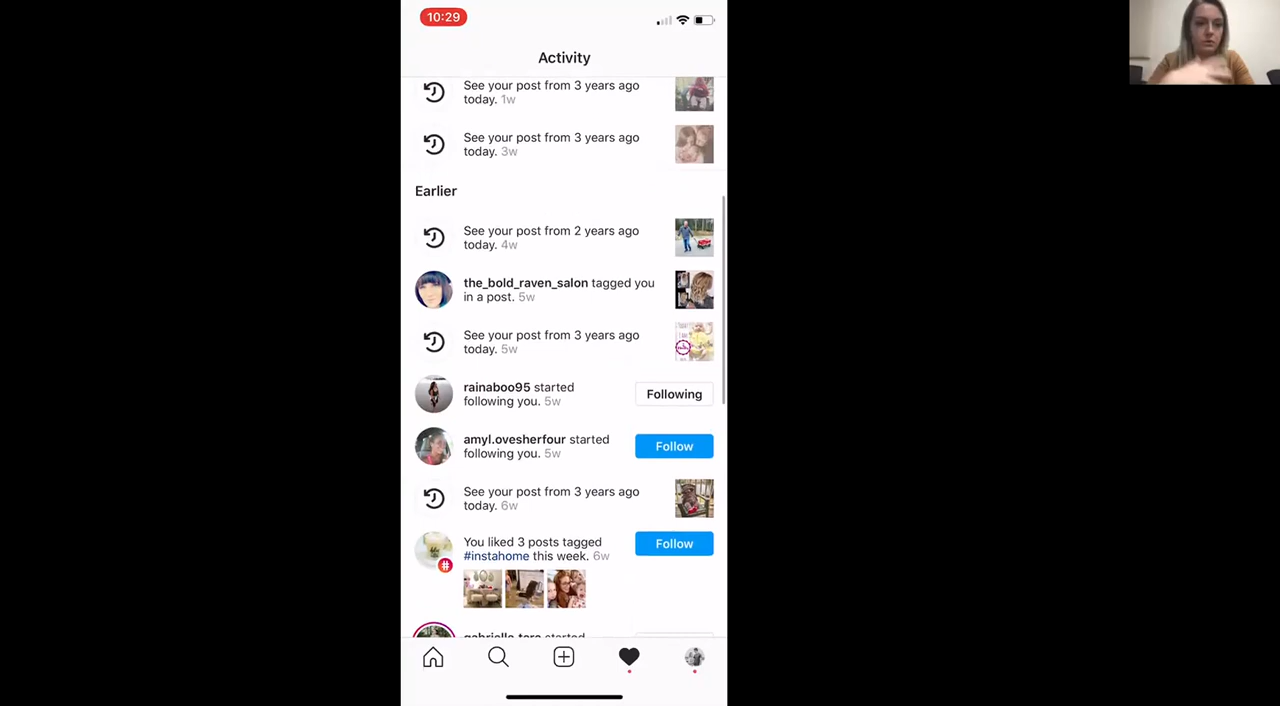 10:29
Activity
See your post from 3 years ago
today. 1w
See your post from 3 years ago
today. 3w
Earlier
See your post from 2 years ago
today. 4w
the_bold_raven_salon tagged you
in a post. 5w
See your post from 3 years ago
today. 5w
rainaboo95 started
following you. 5w
Following
amyl.ovesherfour started
following you. 5w
Follow
See your post from 3 years ago
today. 6w
You liked 3 posts tagged
#instahome this week. 6w
Follow
#